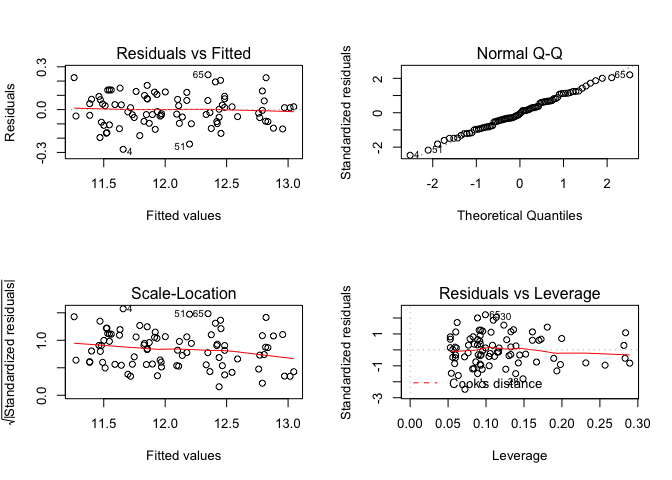 Residuals vs Fitted
Residuals
0.3
0.0
-0.3
65
4
51
11.5 12.0 12.5 13.0
Fitted values
Normal Q-Q
Standardized residuals
2
0
-2
65
51
4
-2 -1 0 1 2
Theoretical Quantiles
Scale-Location
√|Standardized residuals|
1.0
0.0
4
51
65
11.5 12.0 12.5 13.0
Fitted values
Residuals vs Leverage
Standardized residuals
1
-1
-3
65
30
Cook's distance
0.00 0.05 0.10 0.15 0.20 0.25 0.30
Leverage